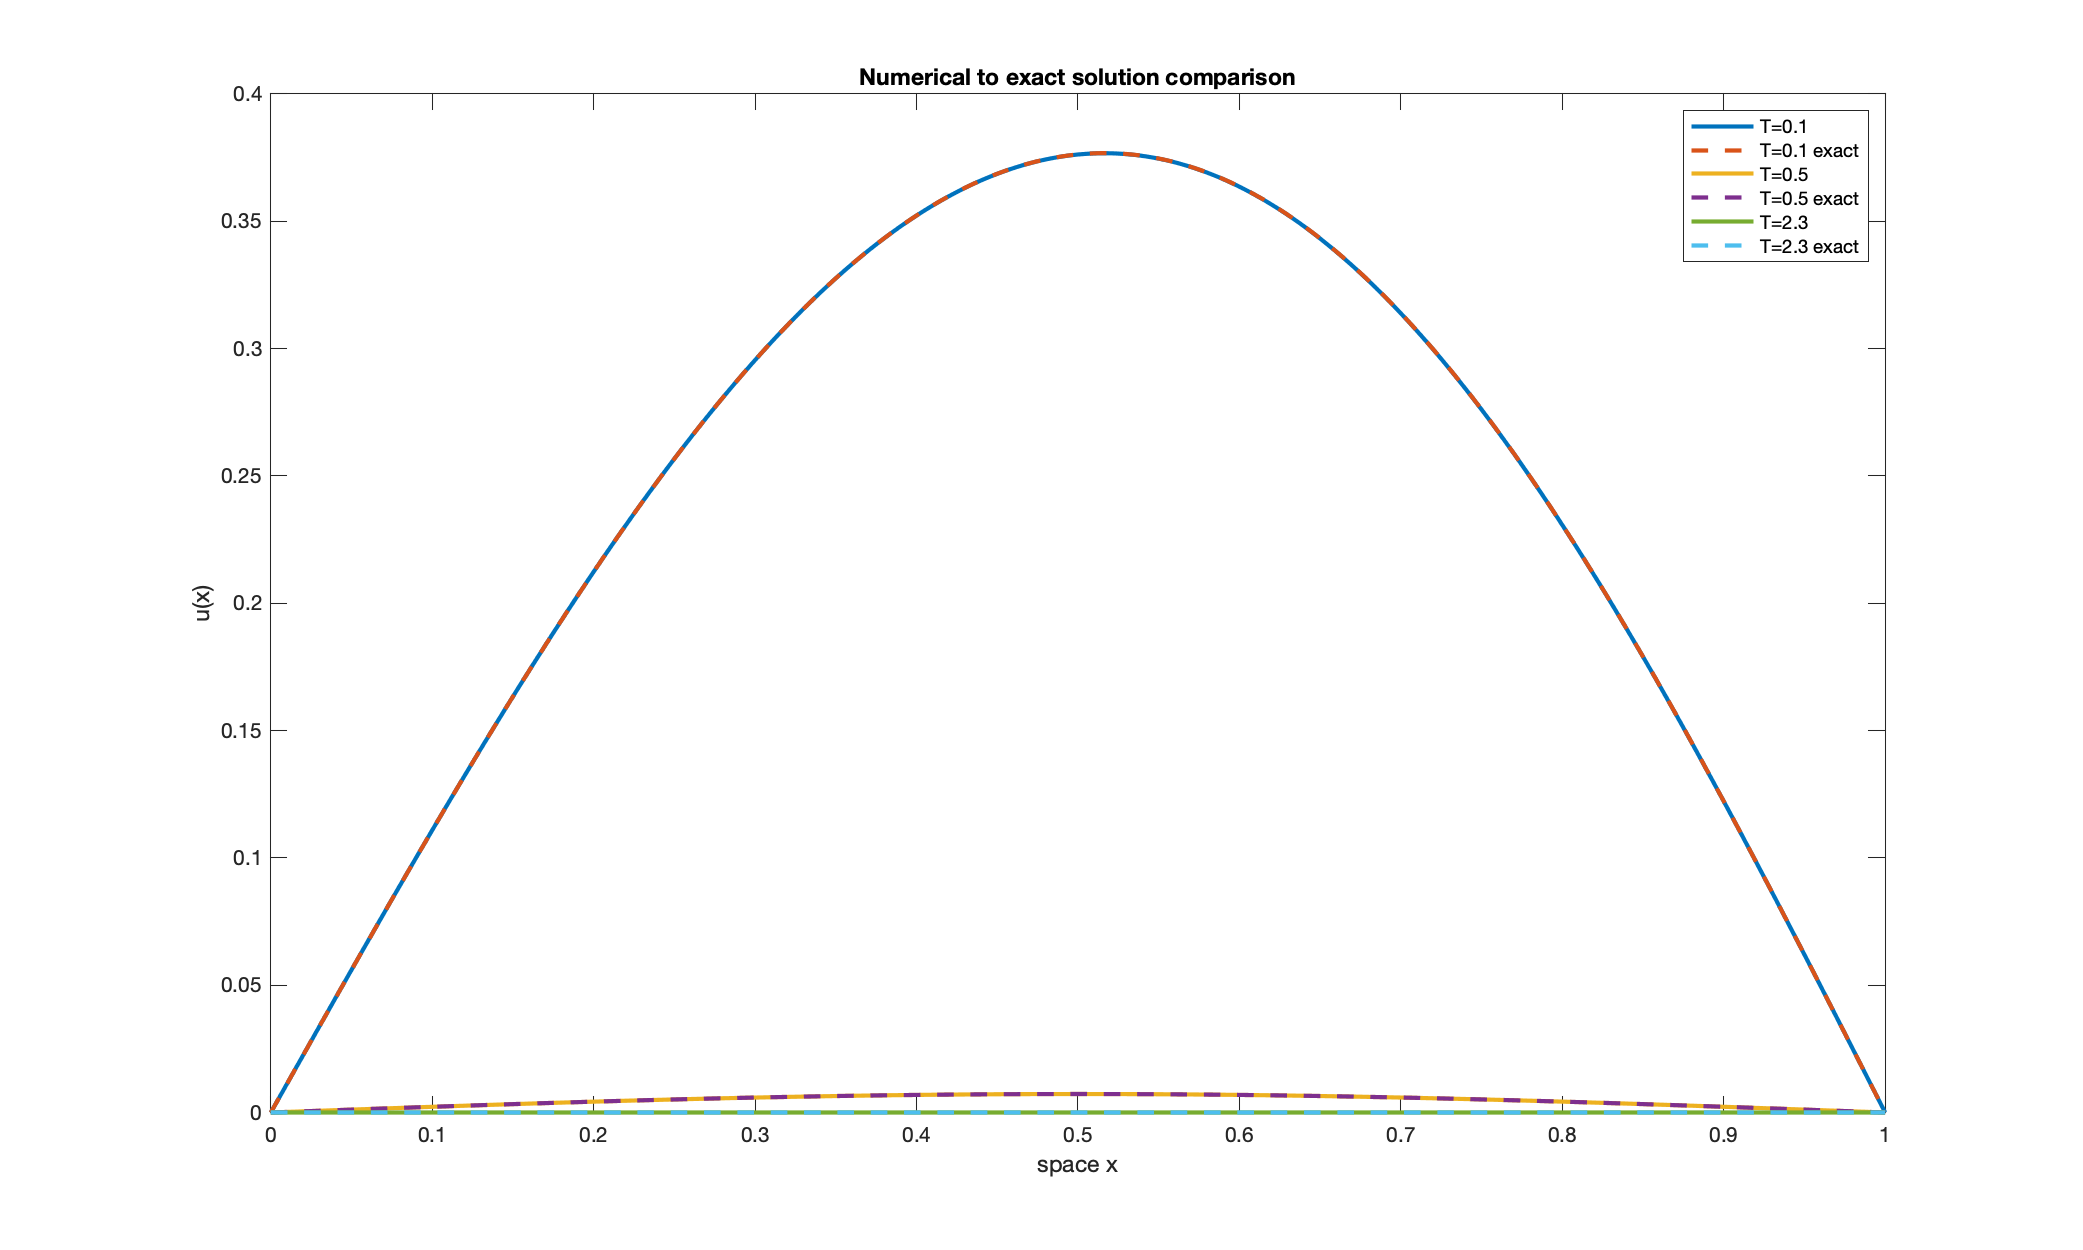 Numerical to exact solution comparison
0.4
0.35
0.3
0.25
0.2
0.15
0.1
0.05
0
u(x)
T=0.1
T=0.1 exact
T=0.5
T=0.5 exact
T=2.3
T=2.3 exact
0 0.1 0.2 0.3 0.4 0.5 0.6 0.7 0.8 0.9 1
space x